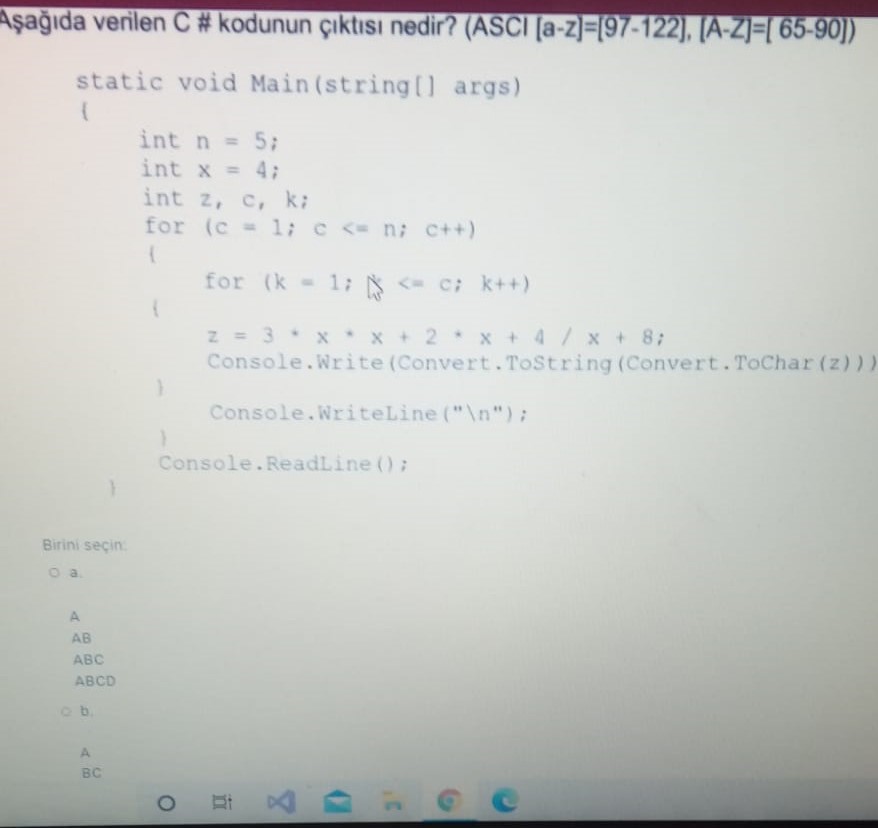 Aşağıda verilen C # kodunun çıktısı nedir? (ASCI [a-z]=[97-122], [A-Z]=[ 65-90])
static void Main(string[] args)
{
int n = 5;
int x = 4;
int z, c, k;
for (c = 1; c <= n; c++)
{
for (k = 1; <= c; k++)
{
z = 3 * x * x + 2 * x + 4 / x + 8;
Console.Write(Convert.ToString(Convert.ToChar(z)))
}
Console.WriteLine("\n");
}
Console.ReadLine();
}
Birini seçin:
a.
A
AB
ABC
ABCD
b.
A
BC